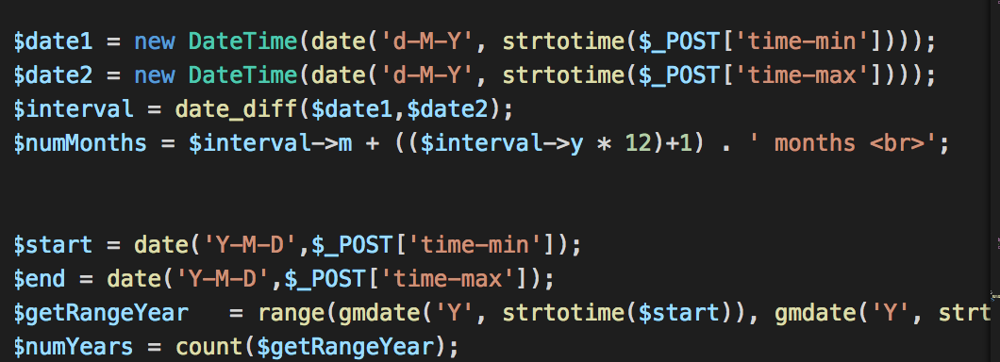 $date1 = new DateTime(date('d-M-Y', strtotime($_POST['time-min'])));
$date2 = new DateTime(date('d-M-Y', strtotime($_POST['time-max'])));
$interval = date_diff($date1,$date2);
$numMonths = $interval->m + (($interval->y * 12)+1) . ' months <br>';
$start = date('Y-M-D',$_POST['time-min']);
$end = date('Y-M-D',$_POST['time-max']);
$getRangeYear   = range(gmdate('Y', strtotime($start)), gmdate('Y', strt
$numYears = count($getRangeYear);